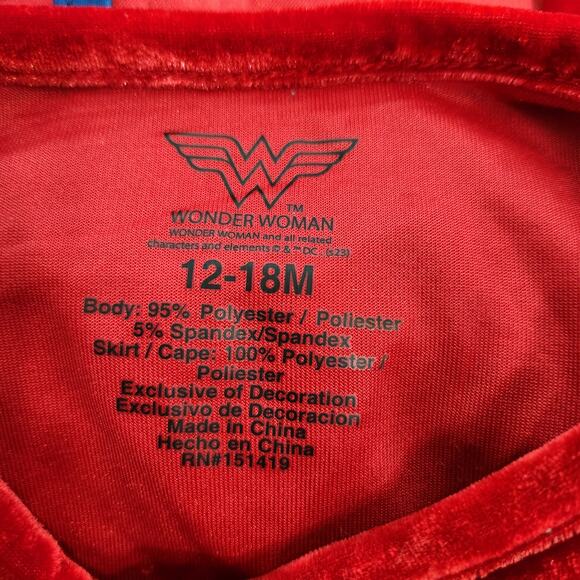 TM
WONDER WOMAN
WONDER WOMAN and all related
characters and elements © & ™ DC. (s23)
12-18M
Body: 95% Polyester / Poliester
5% Spandex/Spandex
Skirt / Cape: 100% Polyester /
Poliester
Exclusive of Decoration
Exclusivo de Decoracion
Made in China
Hecho en China
RN#151419